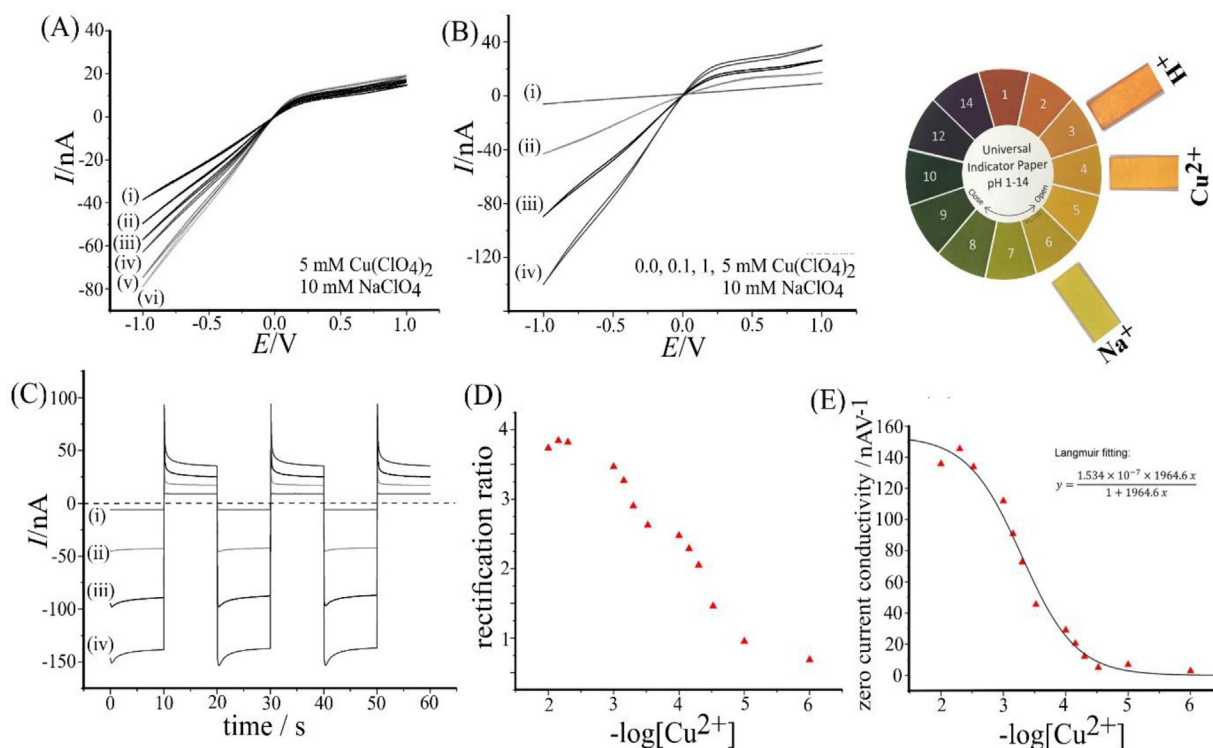 (A)
I/nA
40
20
0
-20
-40
-60
-80
(i)
(ii)
(iii)
(iv)
(v)
(vi)
5 mM Cu(ClO4)2
10 mM NaClO4
-1.0
-0.5
0.0
0.5
1.0
E/V
(B)
I/nA
40
0
-40
-80
-120
(i)
(ii)
(iii)
(iv)
0.0, 0.1, 1, 5 mM Cu(ClO4)2
10 mM NaClO4
-1.0
-0.5
0.0
0.5
1.0
E/V
1
2
3
4
5
6
7
8
9
10
12
14
Universal
Indicator Paper
pH 1-14
Close
Open
H+
Cu2+
Na+
(C)
I/nA
100
50
0
-50
-100
-150
(i)
(ii)
(iii)
(iv)
0
10
20
30
40
50
60
time / s
(D)
rectification ratio
4
3
2
1
2
3
4
5
6
-log[Cu2+]
(E)
zero current conductivity / nAV-1
160
140
120
100
80
60
40
20
0
Langmuir fitting:
y = 1.534 × 10⁻⁷ × 1964.6 x
1 + 1964.6 x
2
3
4
5
6
-log[Cu2+]